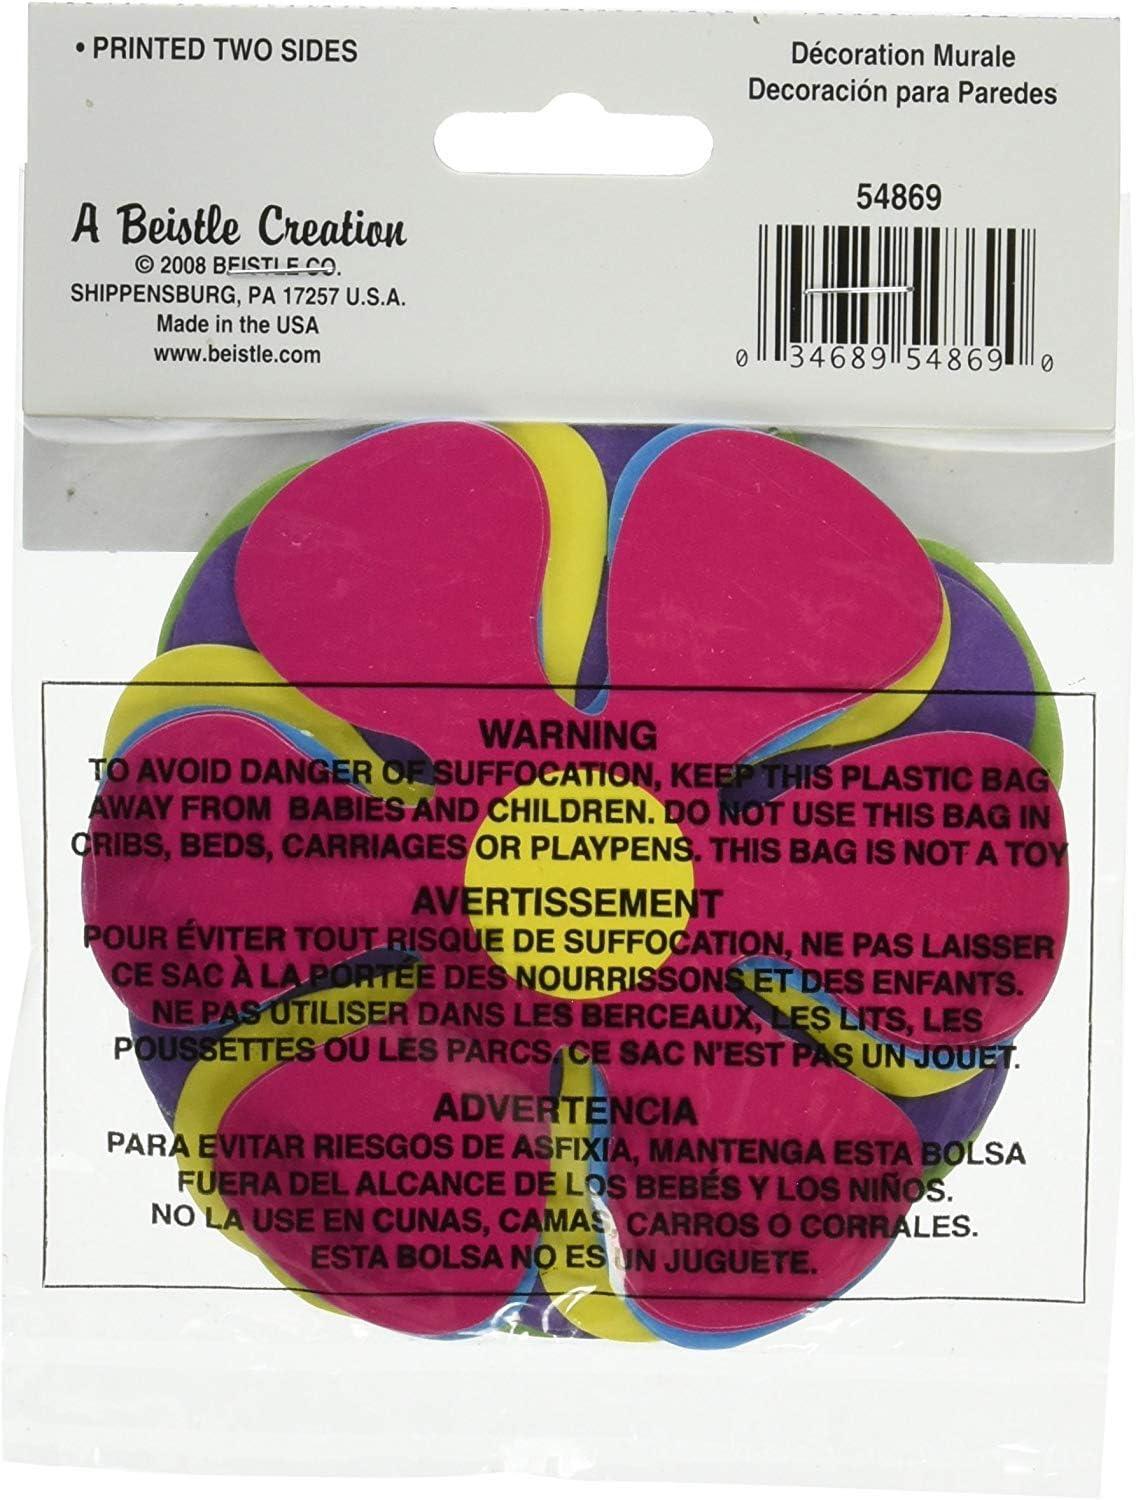 • PRINTED TWO SIDES
Décoration Murale
Decoración para Paredes
A Beistle Creation
© 2008 BEISTLE CO.
SHIPPENSBURG, PA 17257 U.S.A.
Made in the USA
www.beistle.com
54869
0 34689 54869 0
WARNING
TO AVOID DANGER OF SUFFOCATION, KEEP THIS PLASTIC BAG
AWAY FROM BABIES AND CHILDREN. DO NOT USE THIS BAG IN
CRIBS, BEDS, CARRIAGES OR PLAYPENS. THIS BAG IS NOT A TOY
AVERTISSEMENT
POUR ÉVITER TOUT RISQUE DE SUFFOCATION, NE PAS LAISSER
CE SAC À LA PORTÉE DES NOURRISSONS ET DES ENFANTS.
NE PAS UTILISER DANS LES BERCEAUX, LES LITS, LES
POUSSETTES OU LES PARCS. CE SAC N'EST PAS UN JOUET.
ADVERTENCIA
PARA EVITAR RIESGOS DE ASFIXIA, MANTENGA ESTA BOLSA
FUERA DEL ALCANCE DE LOS BEBÉS Y LOS NIÑOS.
NO LA USE EN CUNAS, CAMAS, CARROS O CORRALES.
ESTA BOLSA NO ES UN JUGUETE.